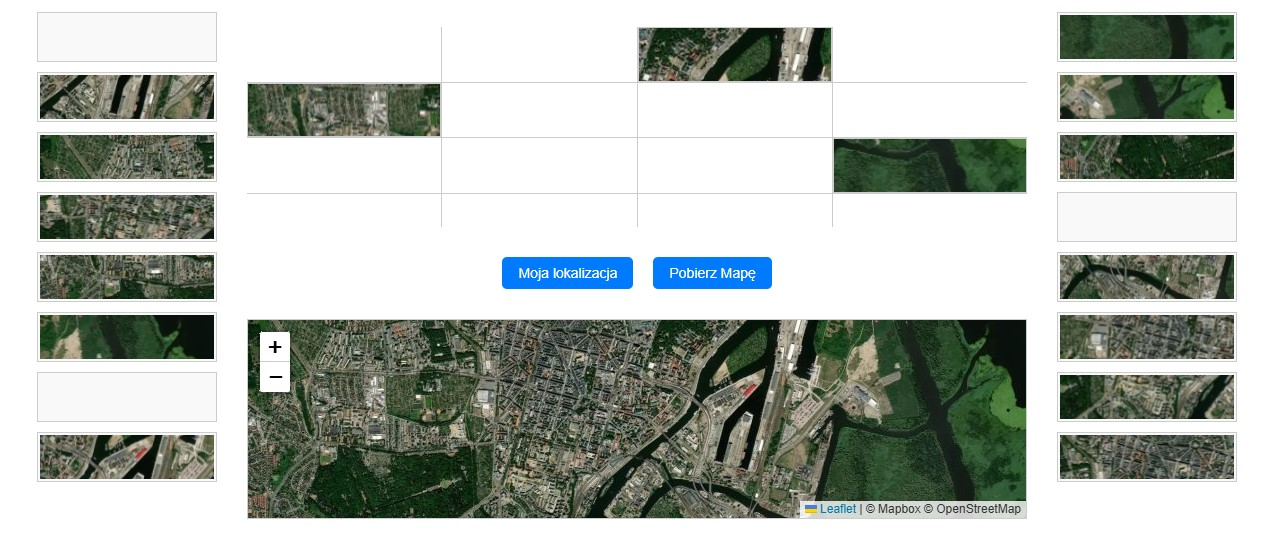 Moja lokalizacja
Pobierz Mapę
+
−
Leaflet | © Mapbox © OpenStreetMap